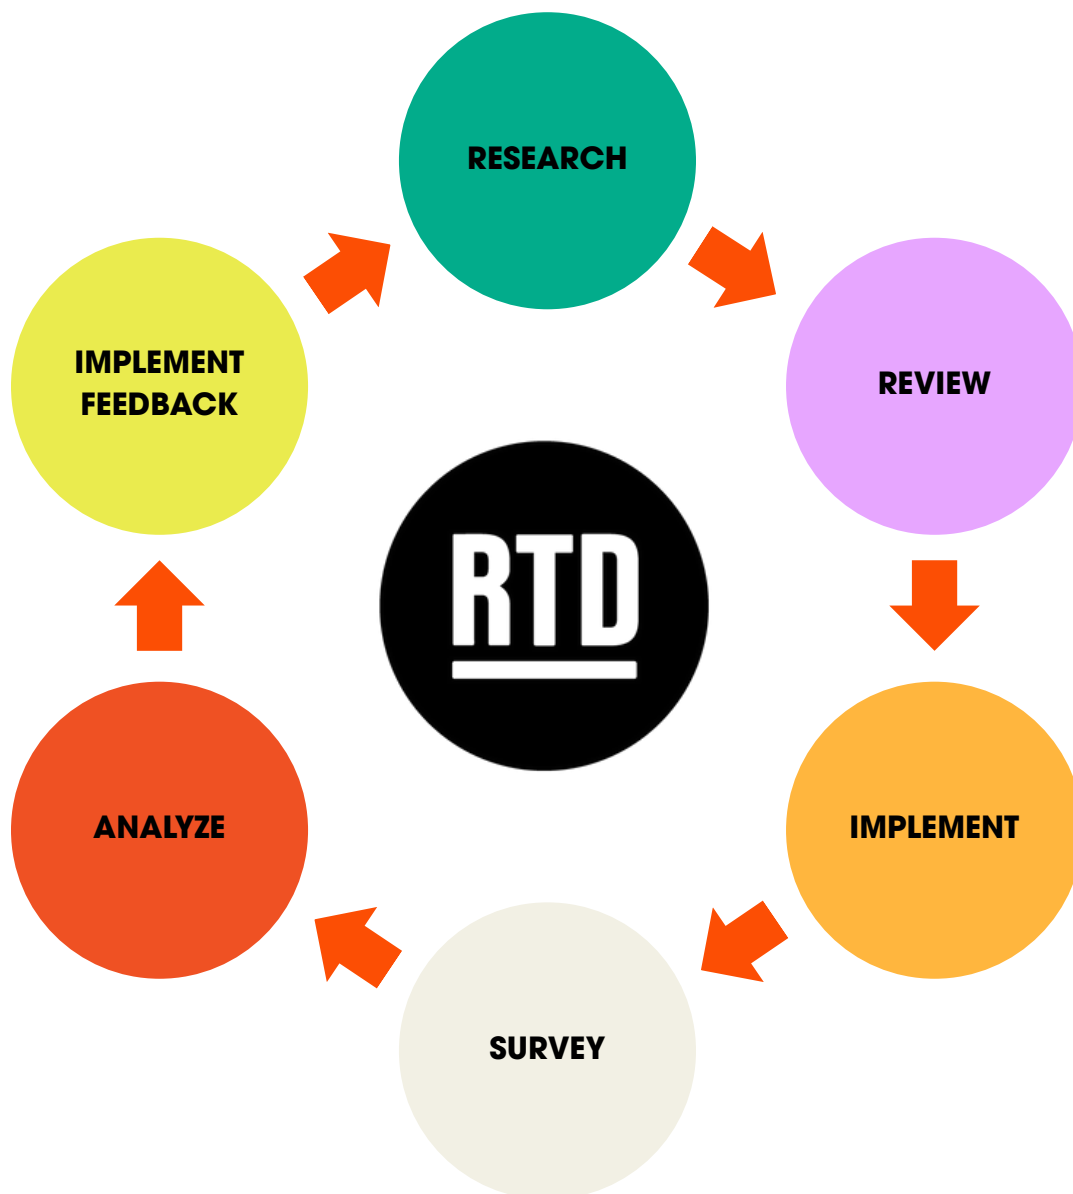 RESEARCH
REVIEW
IMPLEMENT
SURVEY
ANALYZE
IMPLEMENT
FEEDBACK
RTD